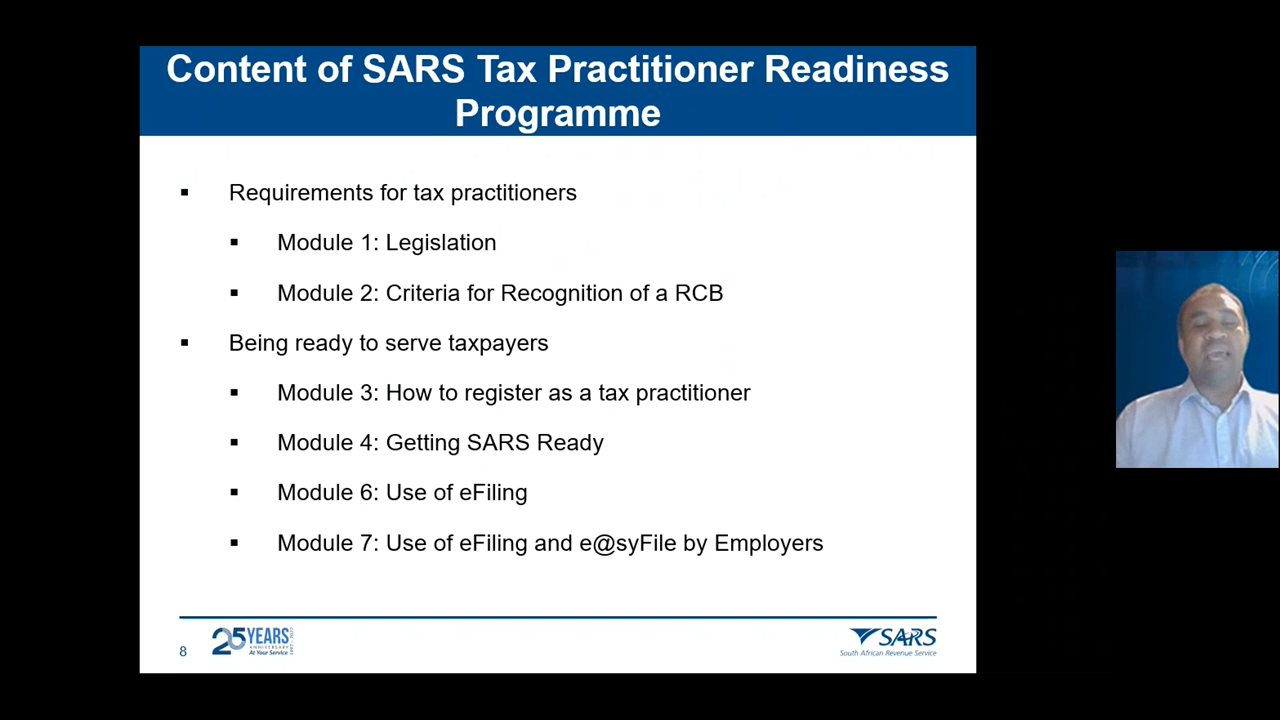 Content of SARS Tax Practitioner Readiness
Programme
▪ Requirements for tax practitioners
▪ Module 1: Legislation
▪ Module 2: Criteria for Recognition of a RCB
▪ Being ready to serve taxpayers
▪ Module 3: How to register as a tax practitioner
▪ Module 4: Getting SARS Ready
▪ Module 6: Use of eFiling
▪ Module 7: Use of eFiling and e@syFile by Employers
8
25 YEARS
ANNIVERSARY
At Your Service
SARS
South African Revenue Service